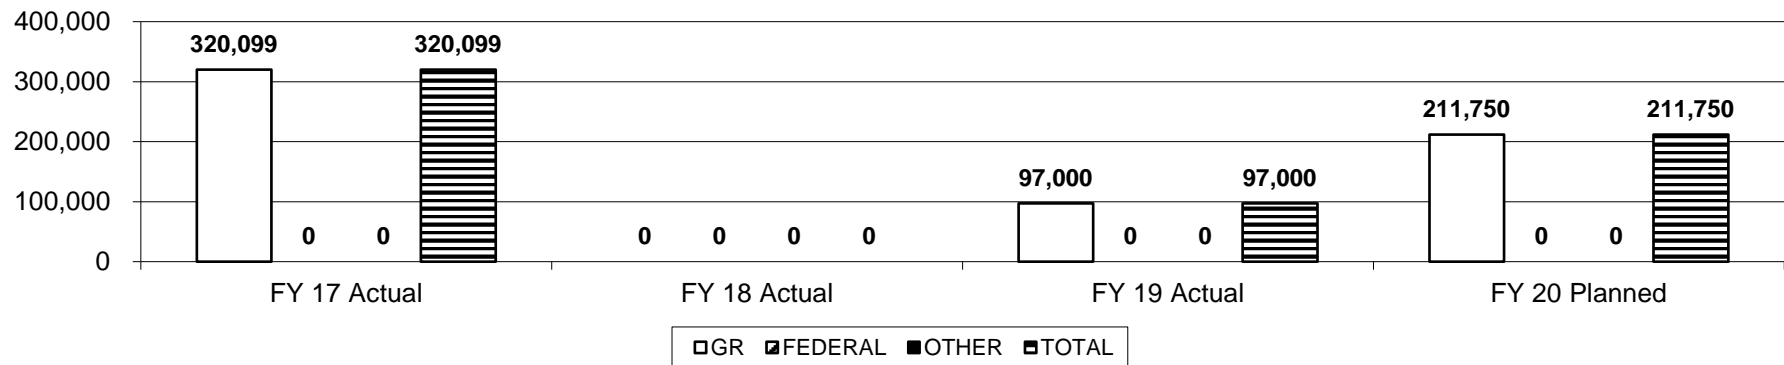 400,000
320,099 320,099
300,000
211,750 211,750
200,000
97,000 97,000
100,000
0 0 0 0 0 0 0 0 0 0
0
FY 17 Actual FY 18 Actual FY 19 Actual FY 20 Planned
GR FEDERAL OTHER TOTAL